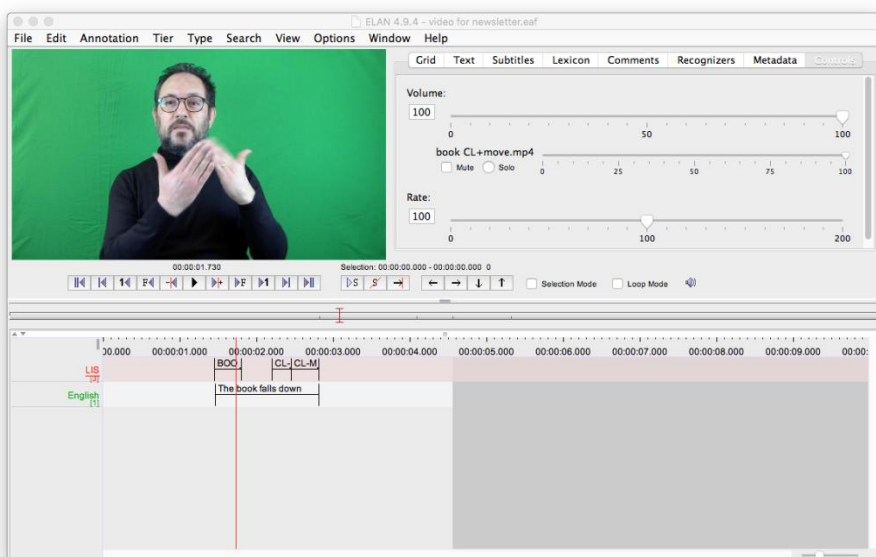 ELAN 4.9.4 - video for newsletter.eaf
File Edit Annotation Tier Type Search View Options Window Help
Grid Text Subtitles Lexicon Comments Recognizers Metadata Controls
Volume:
100
0 50 100
book CL+move.mp4
Mute Solo
0 25 50 75 100
Rate:
100
0 100 200
00:00:01.730
Selection: 00:00:00.000 - 00:00:00.000 0
1 F + F 1 S S Selection Mode Loop Mode
00.000 00:00:01.000 00:00:02.000 00:00:03.000 00:00:04.000 00:00:05.000 00:00:06.000 00:00:07.000 00:00:08.000 00:00:09.000 00:00:
LIS
[3]
BOO CL- CL-M
English
[1]
The book falls down